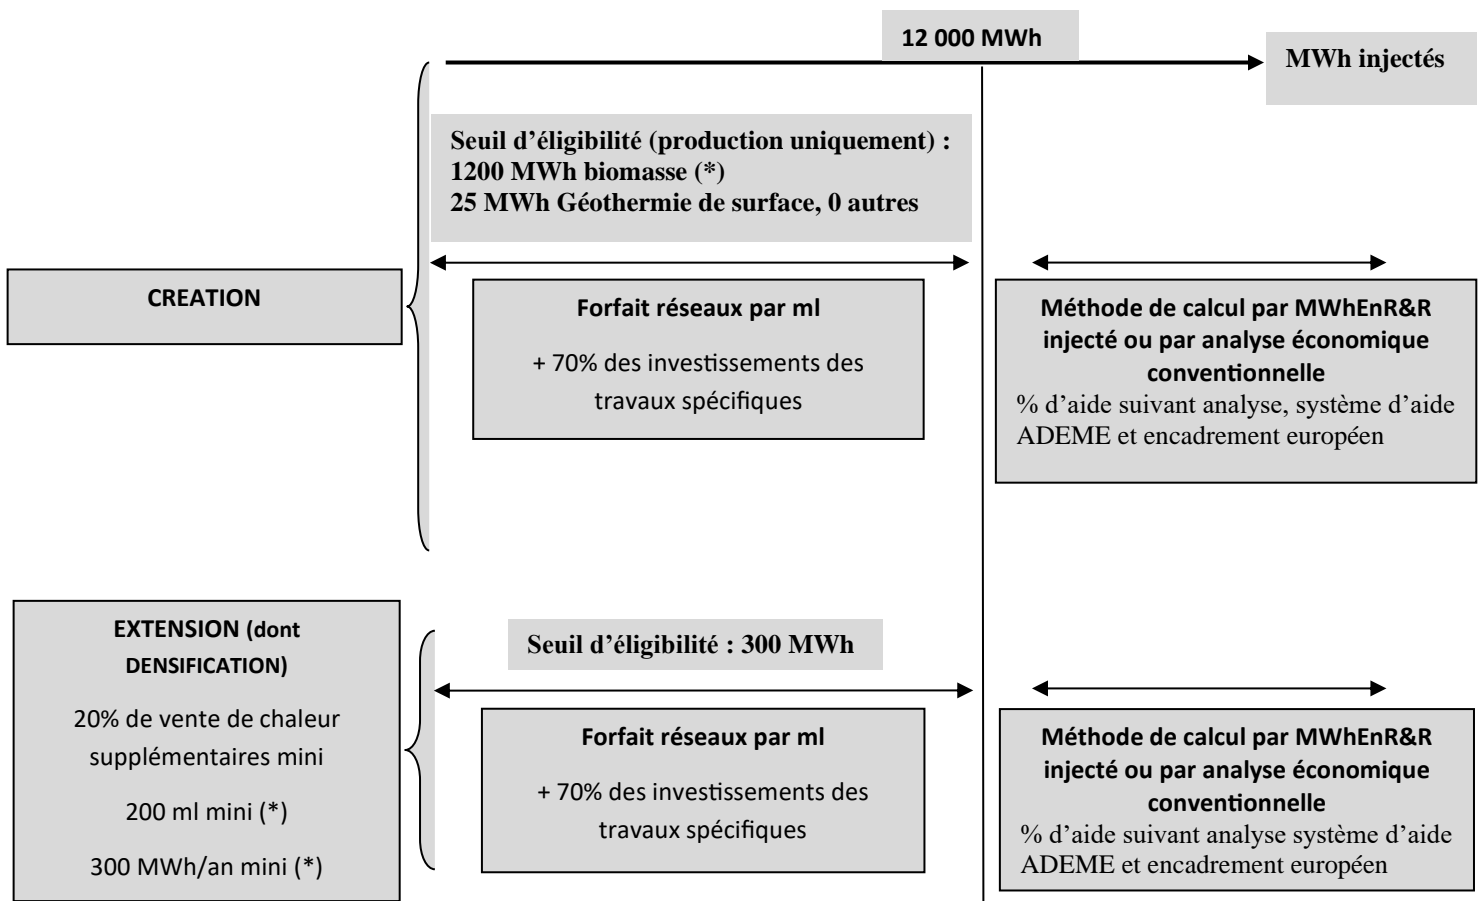 12 000 MWh
MWh injectés
Seuil d’éligibilité (production uniquement) :
1200 MWh biomasse (*)
25 MWh Géothermie de surface, 0 autres
CREATION
Forfait réseaux par ml
+ 70% des investissements des
travaux spécifiques
Méthode de calcul par MWhEnR&R
injecté ou par analyse économique
conventionnelle
% d’aide suivant analyse, système d’aide
ADEME et encadrement européen
EXTENSION (dont
DENSIFICATION)
20% de vente de chaleur
supplémentaires mini
200 ml mini (*)
300 MWh/an mini (*)
Seuil d’éligibilité : 300 MWh
Forfait réseaux par ml
+ 70% des investissements des
travaux spécifiques
Méthode de calcul par MWhEnR&R
injecté ou par analyse économique
conventionnelle
% d’aide suivant analyse système d’aide
ADEME et encadrement européen